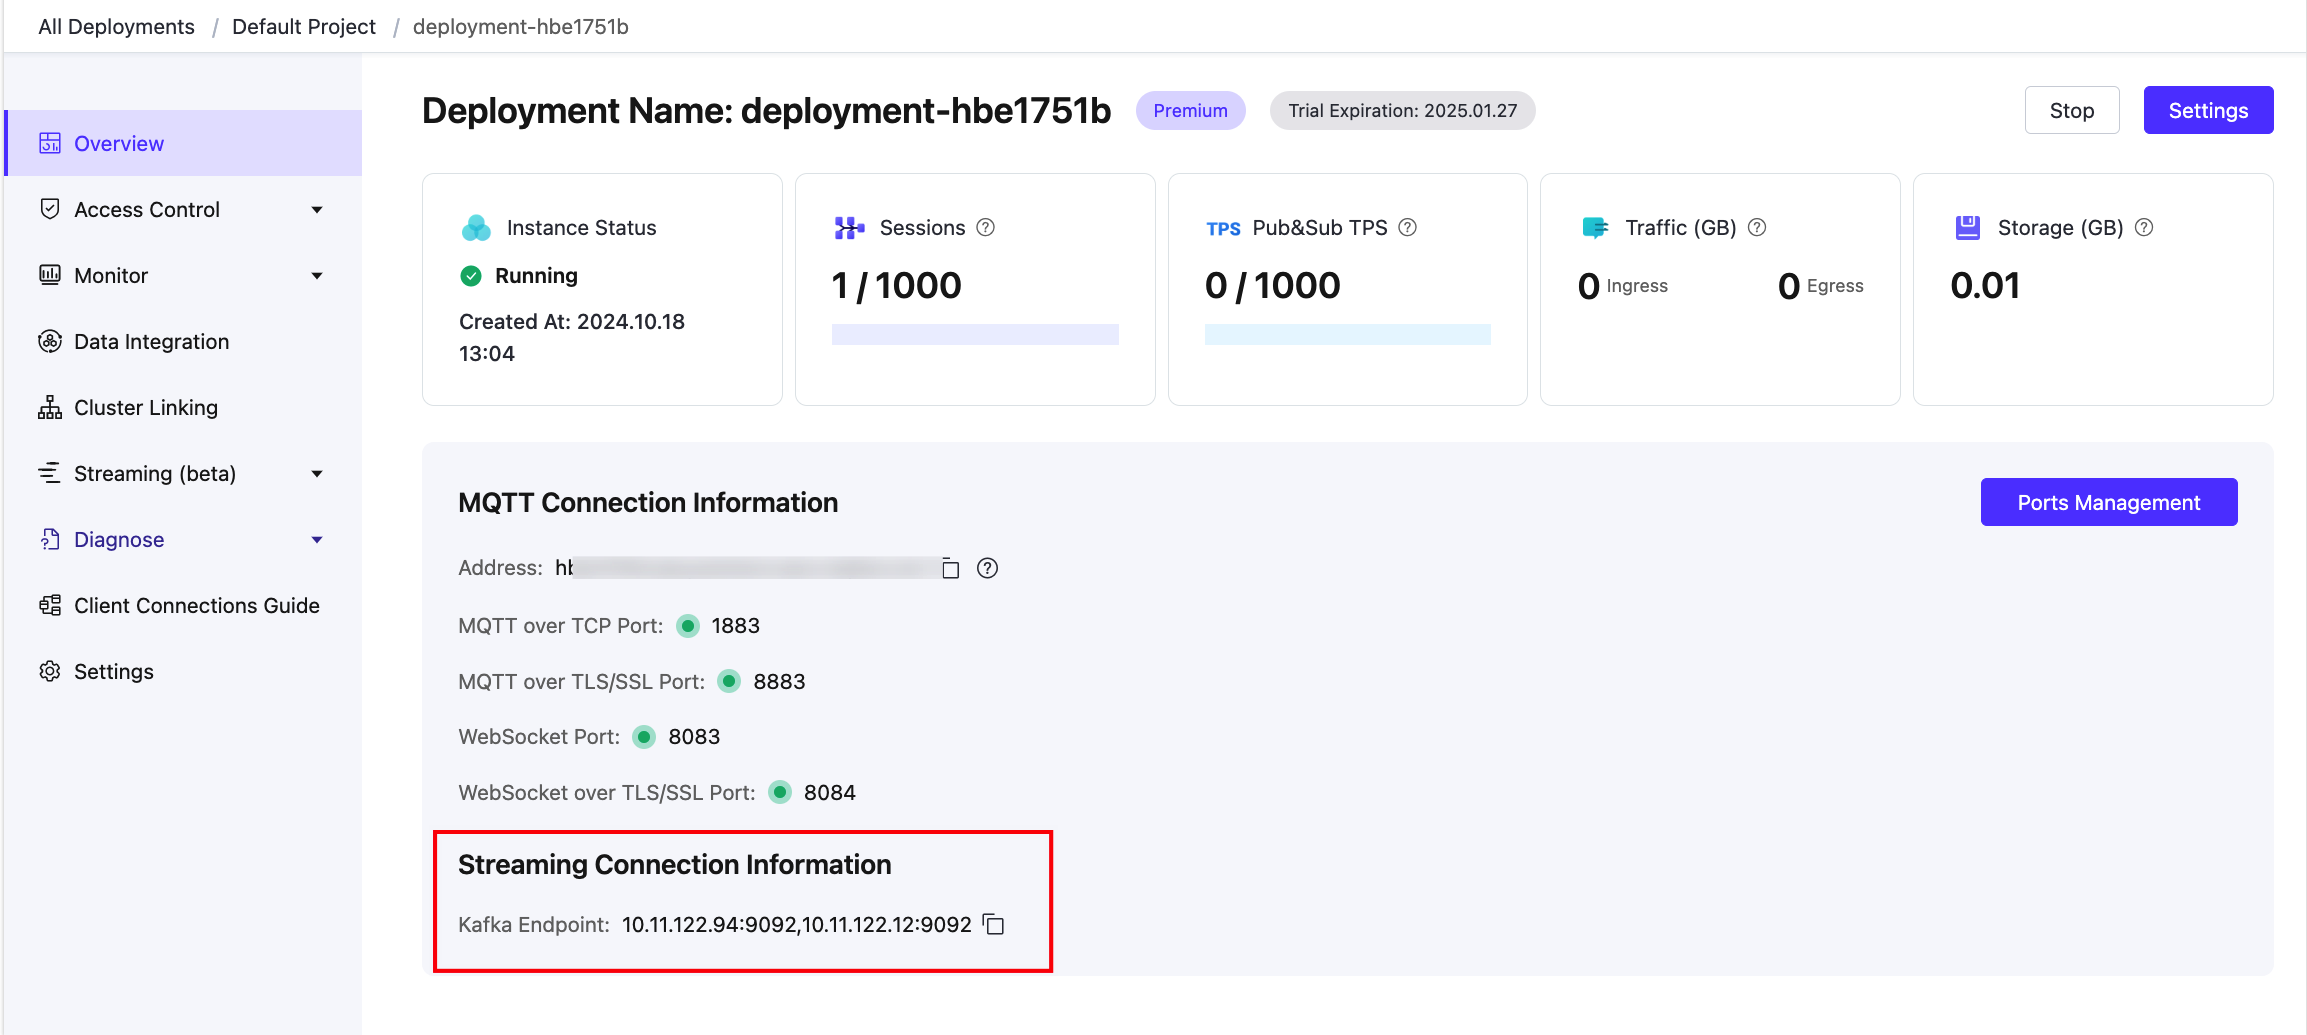 All Deployments / Default Project / deployment-hbe1751b
Overview
Access Control
Monitor
Data Integration
Cluster Linking
Streaming (beta)
Diagnose
Client Connections Guide
Settings
Deployment Name: deployment-hbe1751b Premium Trial Expiration: 2025.01.27 Stop Settings
Instance Status
Running
Created At: 2024.10.18
13:04
Sessions
1 / 1000
TPS Pub&Sub TPS
0 / 1000
Traffic (GB)
0 Ingress 0 Egress
Storage (GB)
0.01
MQTT Connection Information Ports Management
Address:
MQTT over TCP Port: 1883
MQTT over TLS/SSL Port: 8883
WebSocket Port: 8083
WebSocket over TLS/SSL Port: 8084
Streaming Connection Information
Kafka Endpoint: 10.11.122.94:9092,10.11.122.12:9092